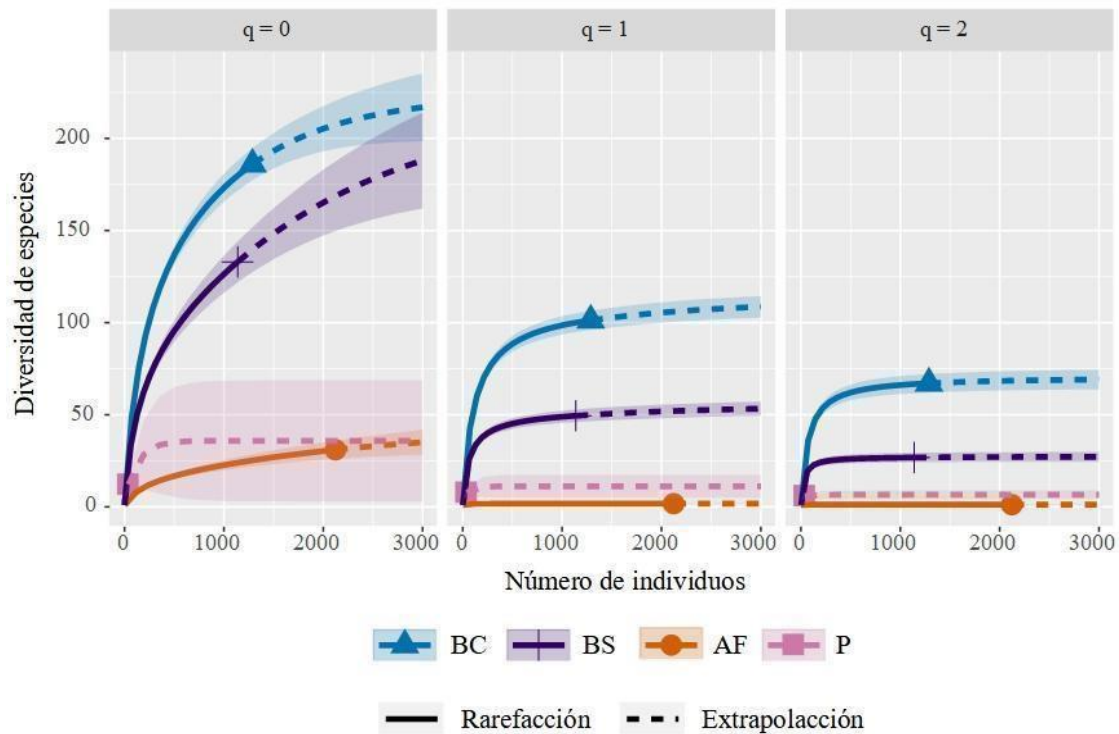 q = 0
q = 1
q = 2
Diversidad de especies
200
150
100
50
0
0 1000 2000 3000
0 1000 2000 3000
0 1000 2000 3000
Número de individuos
BC BS AF P
Rarefacción Extrapolacción